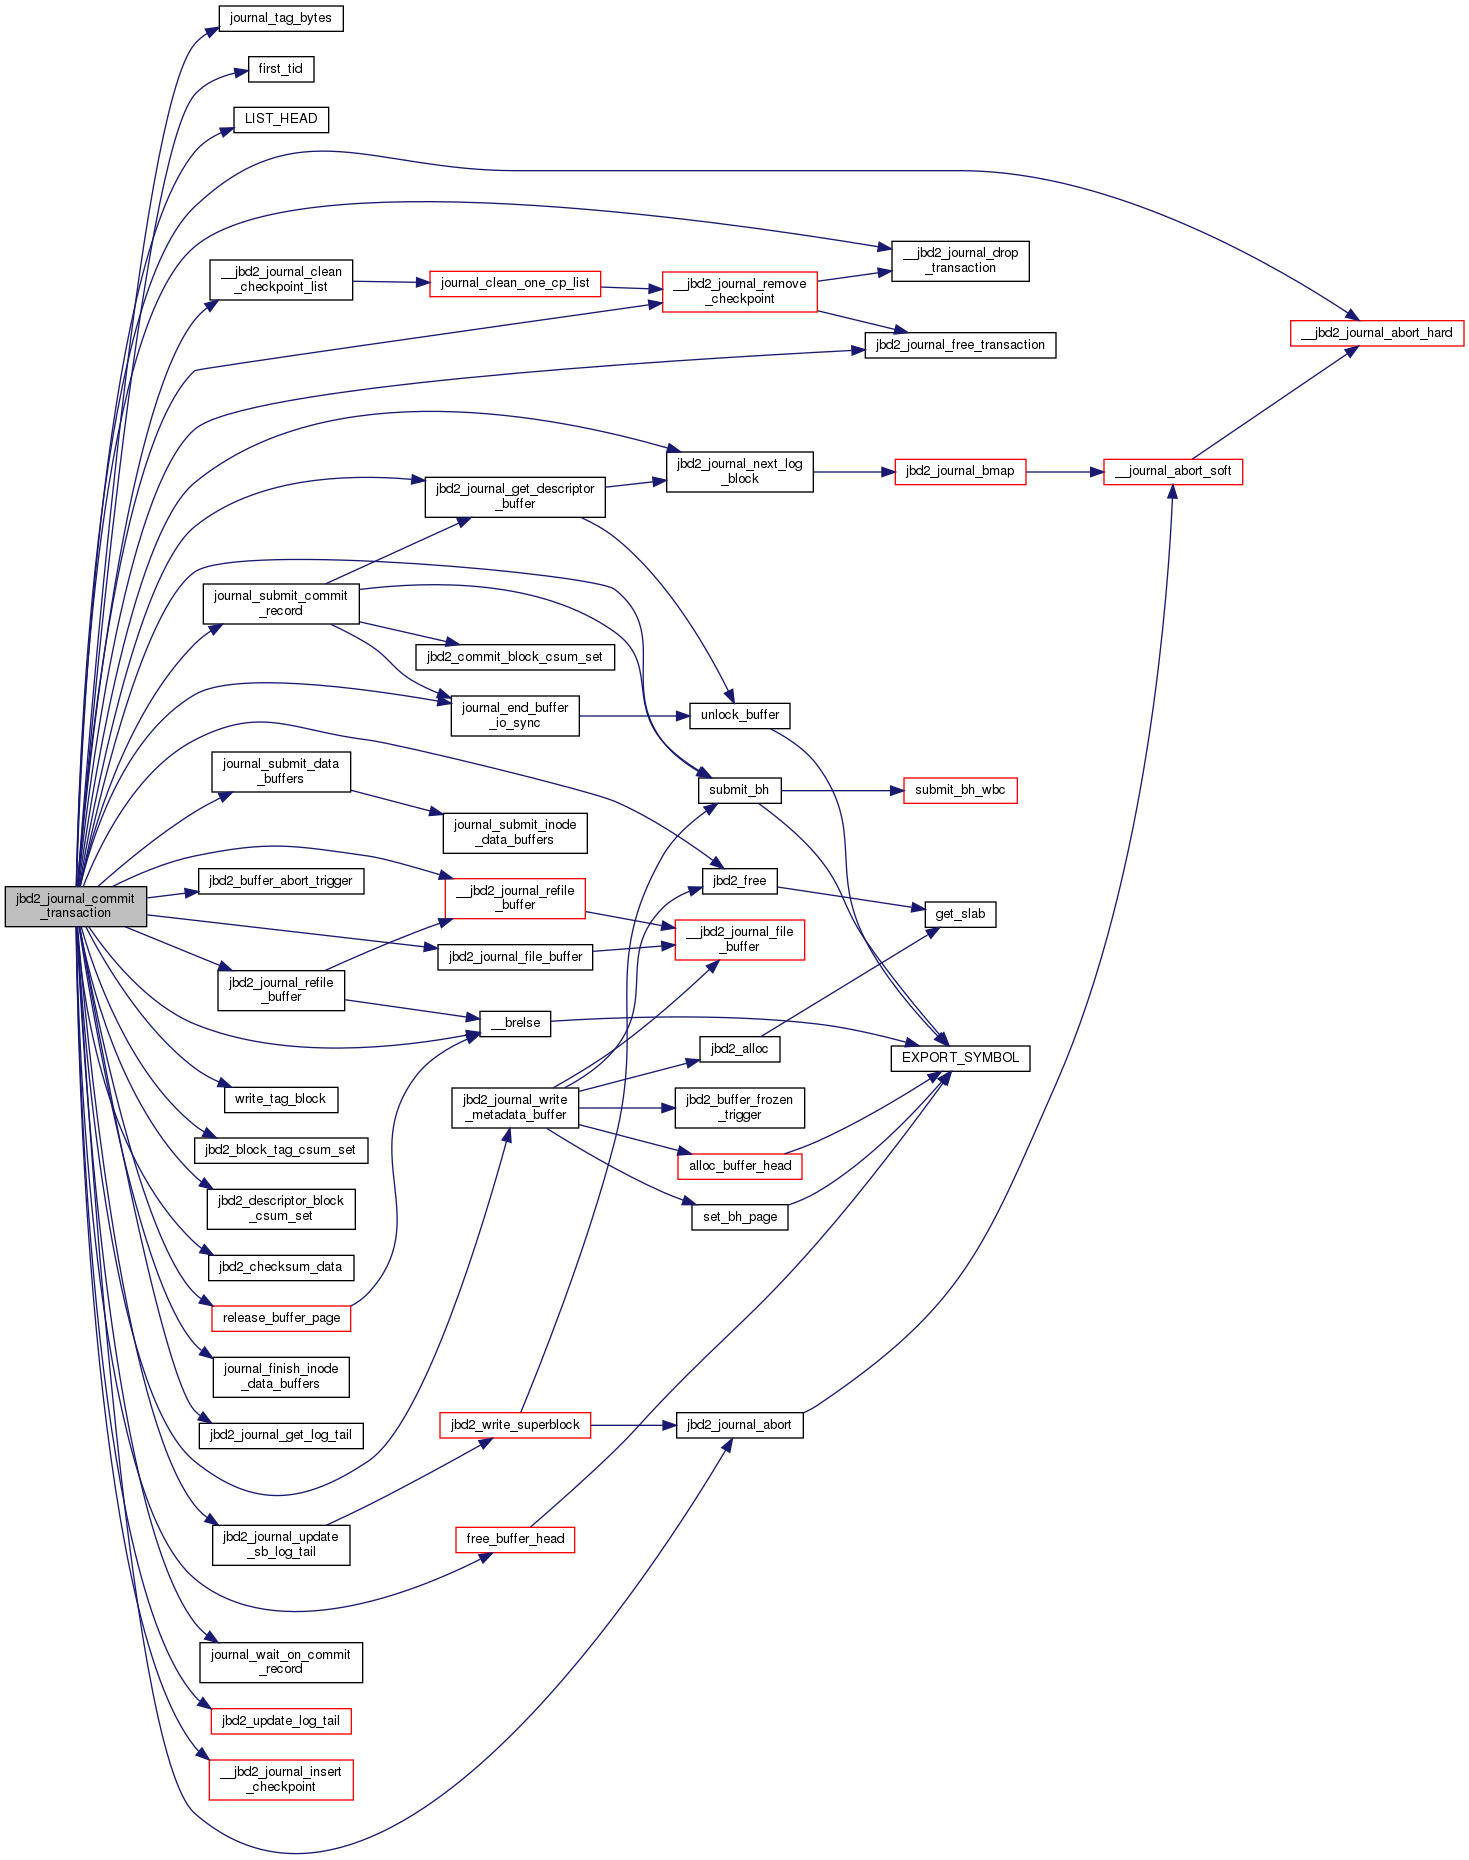 journal_tag_bytes
first_tid
LIST_HEAD
__jbd2_journal_drop
_transaction
__jbd2_journal_clean
_checkpoint_list
journal_clean_one_cp_list
__jbd2_journal_remove
_checkpoint
__jbd2_journal_abort_hard
jbd2_journal_free_transaction
jbd2_journal_next_log
_block
jbd2_journal_bmap
__journal_abort_soft
jbd2_journal_get_descriptor
_buffer
journal_submit_commit
_record
jbd2_commit_block_csum_set
journal_end_buffer
_io_sync
unlock_buffer
journal_submit_data
_buffers
submit_bh
submit_bh_wbc
journal_submit_inode
_data_buffers
jbd2_buffer_abort_trigger
jbd2_free
__jbd2_journal_refile
_buffer
jbd2_journal_commit
_transaction
get_slab
__jbd2_journal_file
_buffer
jbd2_journal_file_buffer
jbd2_journal_refile
_buffer
__brelse
jbd2_alloc
EXPORT_SYMBOL
write_tag_block
jbd2_journal_write
_metadata_buffer
jbd2_buffer_frozen
_trigger
jbd2_block_tag_csum_set
alloc_buffer_head
jbd2_descriptor_block
_csum_set
set_bh_page
jbd2_checksum_data
release_buffer_page
journal_finish_inode
_data_buffers
jbd2_journal_get_log_tail
jbd2_write_superblock
jbd2_journal_abort
jbd2_journal_update
_sb_log_tail
free_buffer_head
journal_wait_on_commit
_record
jbd2_update_log_tail
__jbd2_journal_insert
_checkpoint